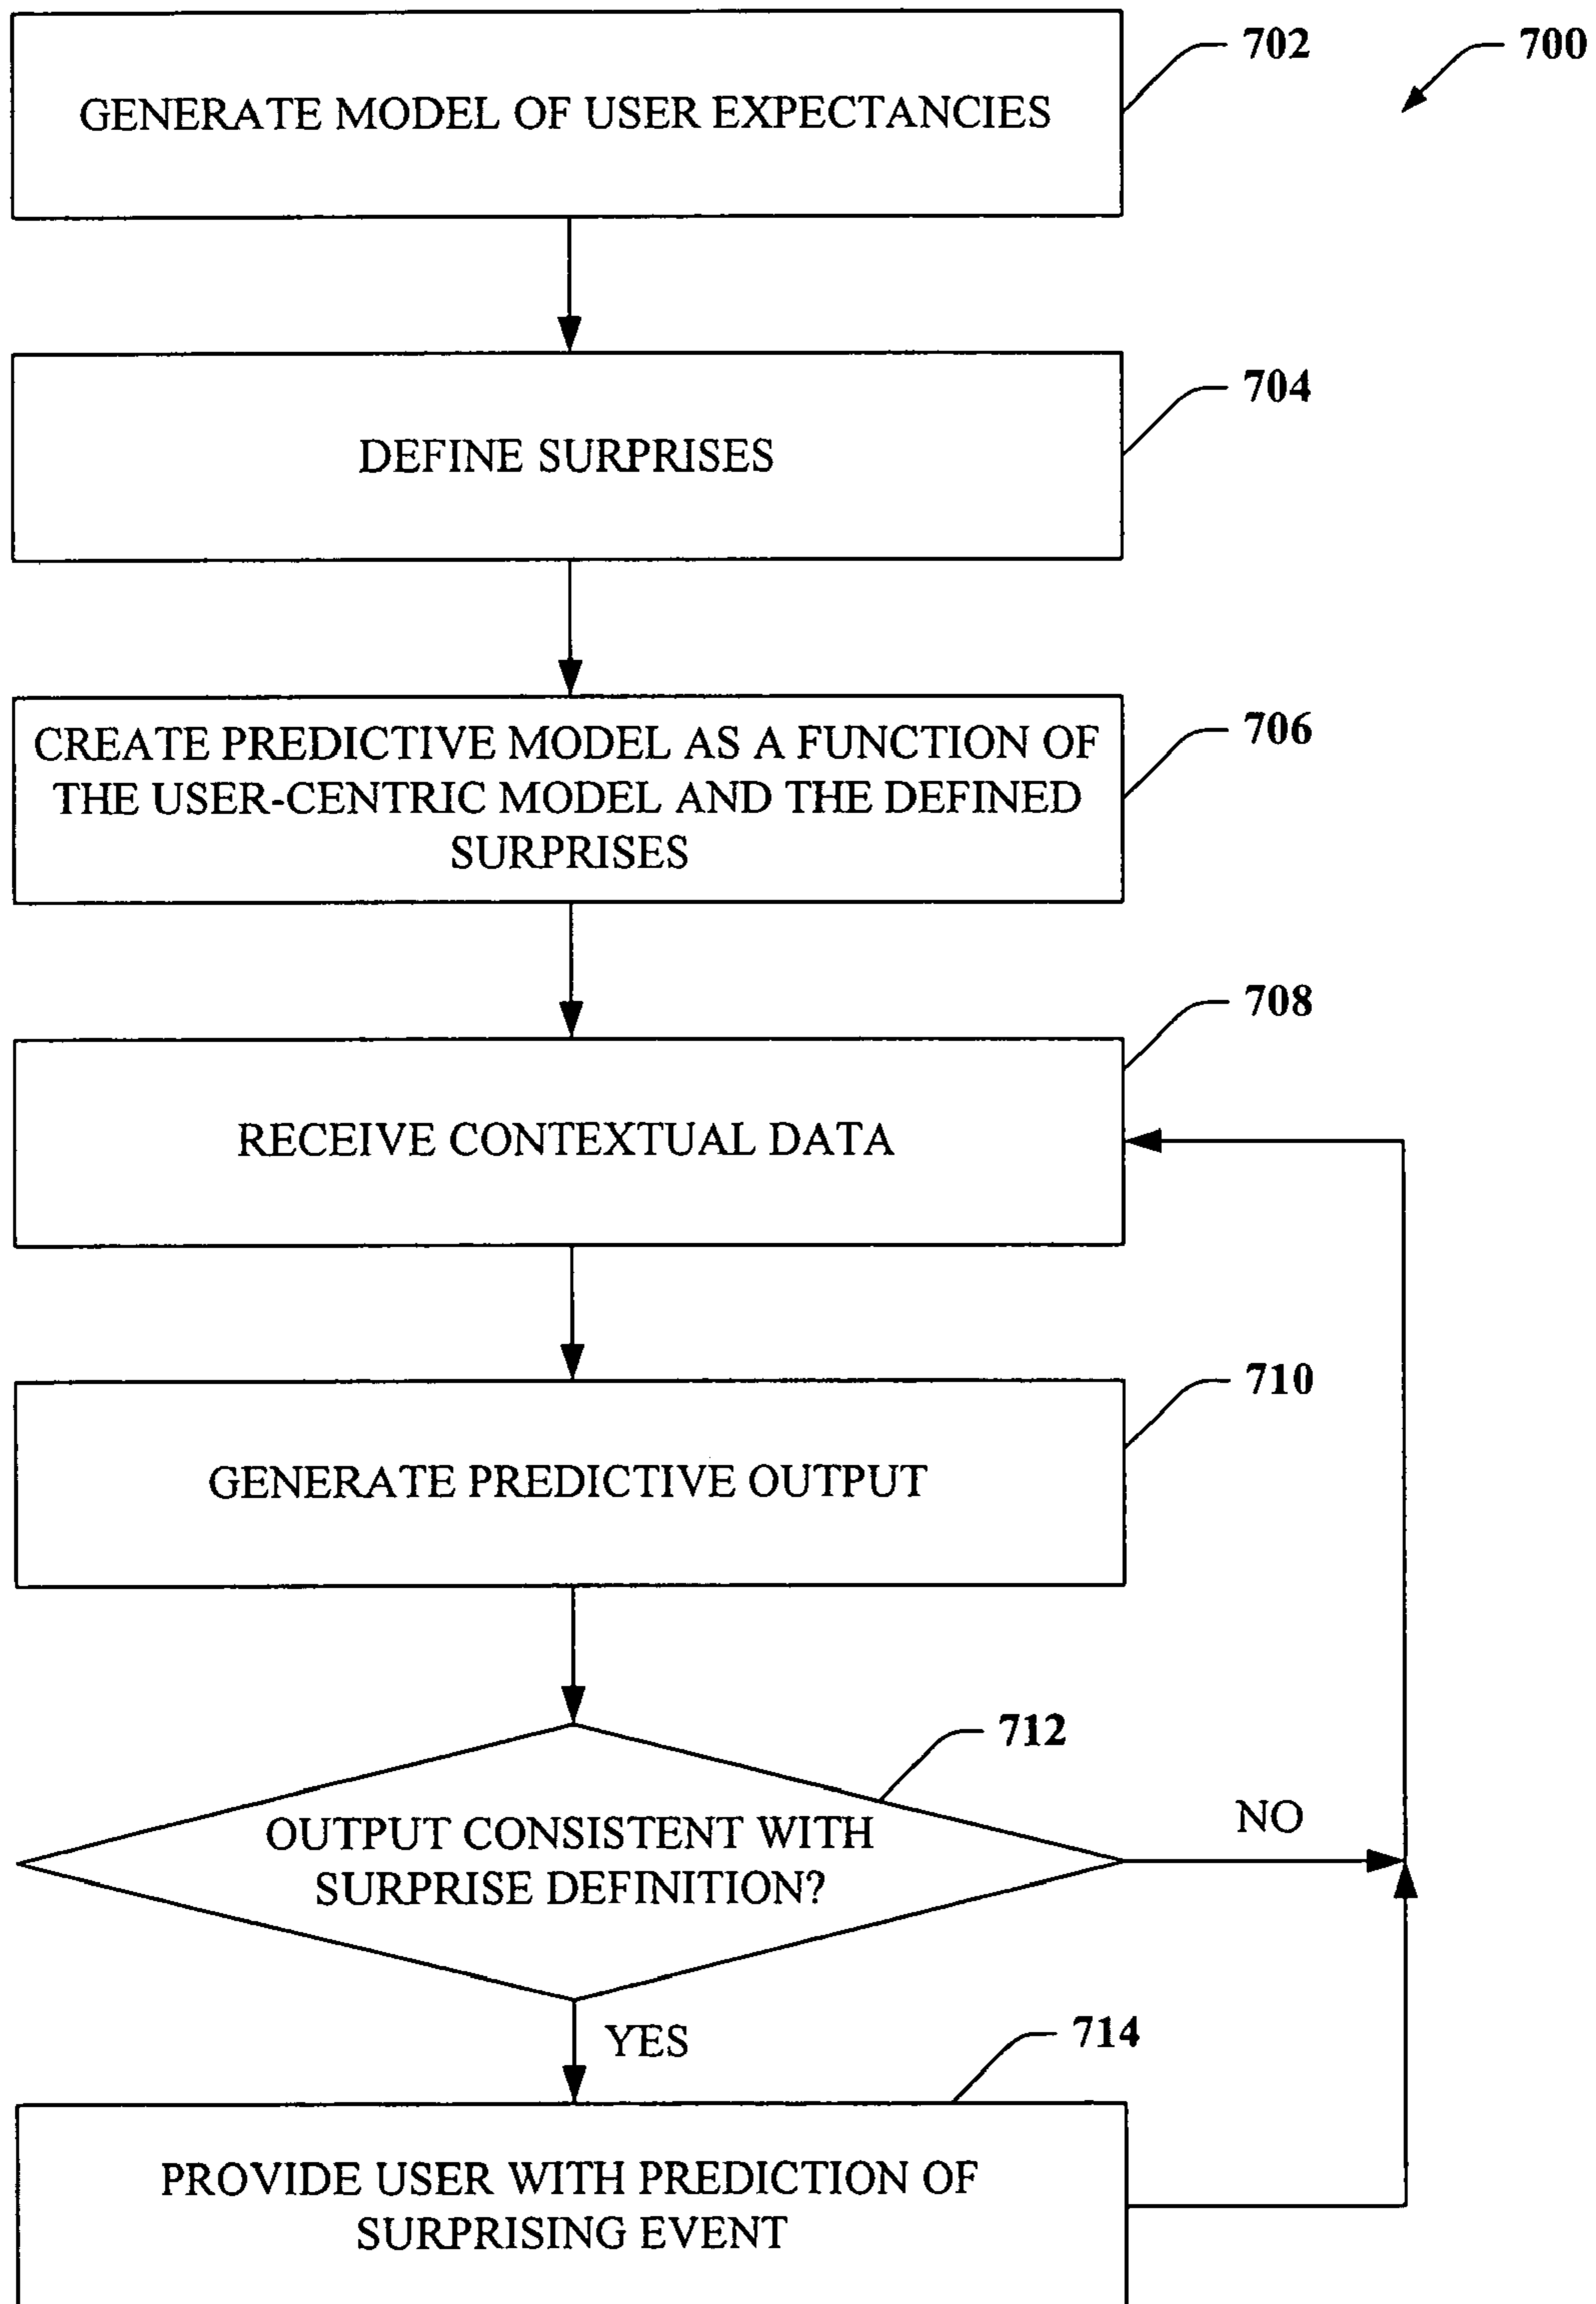 702
700
GENERATE MODEL OF USER EXPECTANCIES
704
DEFINE SURPRISES
706
CREATE PREDICTIVE MODEL AS A FUNCTION OF
THE USER-CENTRIC MODEL AND THE DEFINED
SURPRISES
708
RECEIVE CONTEXTUAL DATA
710
GENERATE PREDICTIVE OUTPUT
712
OUTPUT CONSISTENT WITH
SURPRISE DEFINITION?
NO
YES
714
PROVIDE USER WITH PREDICTION OF
SURPRISING EVENT